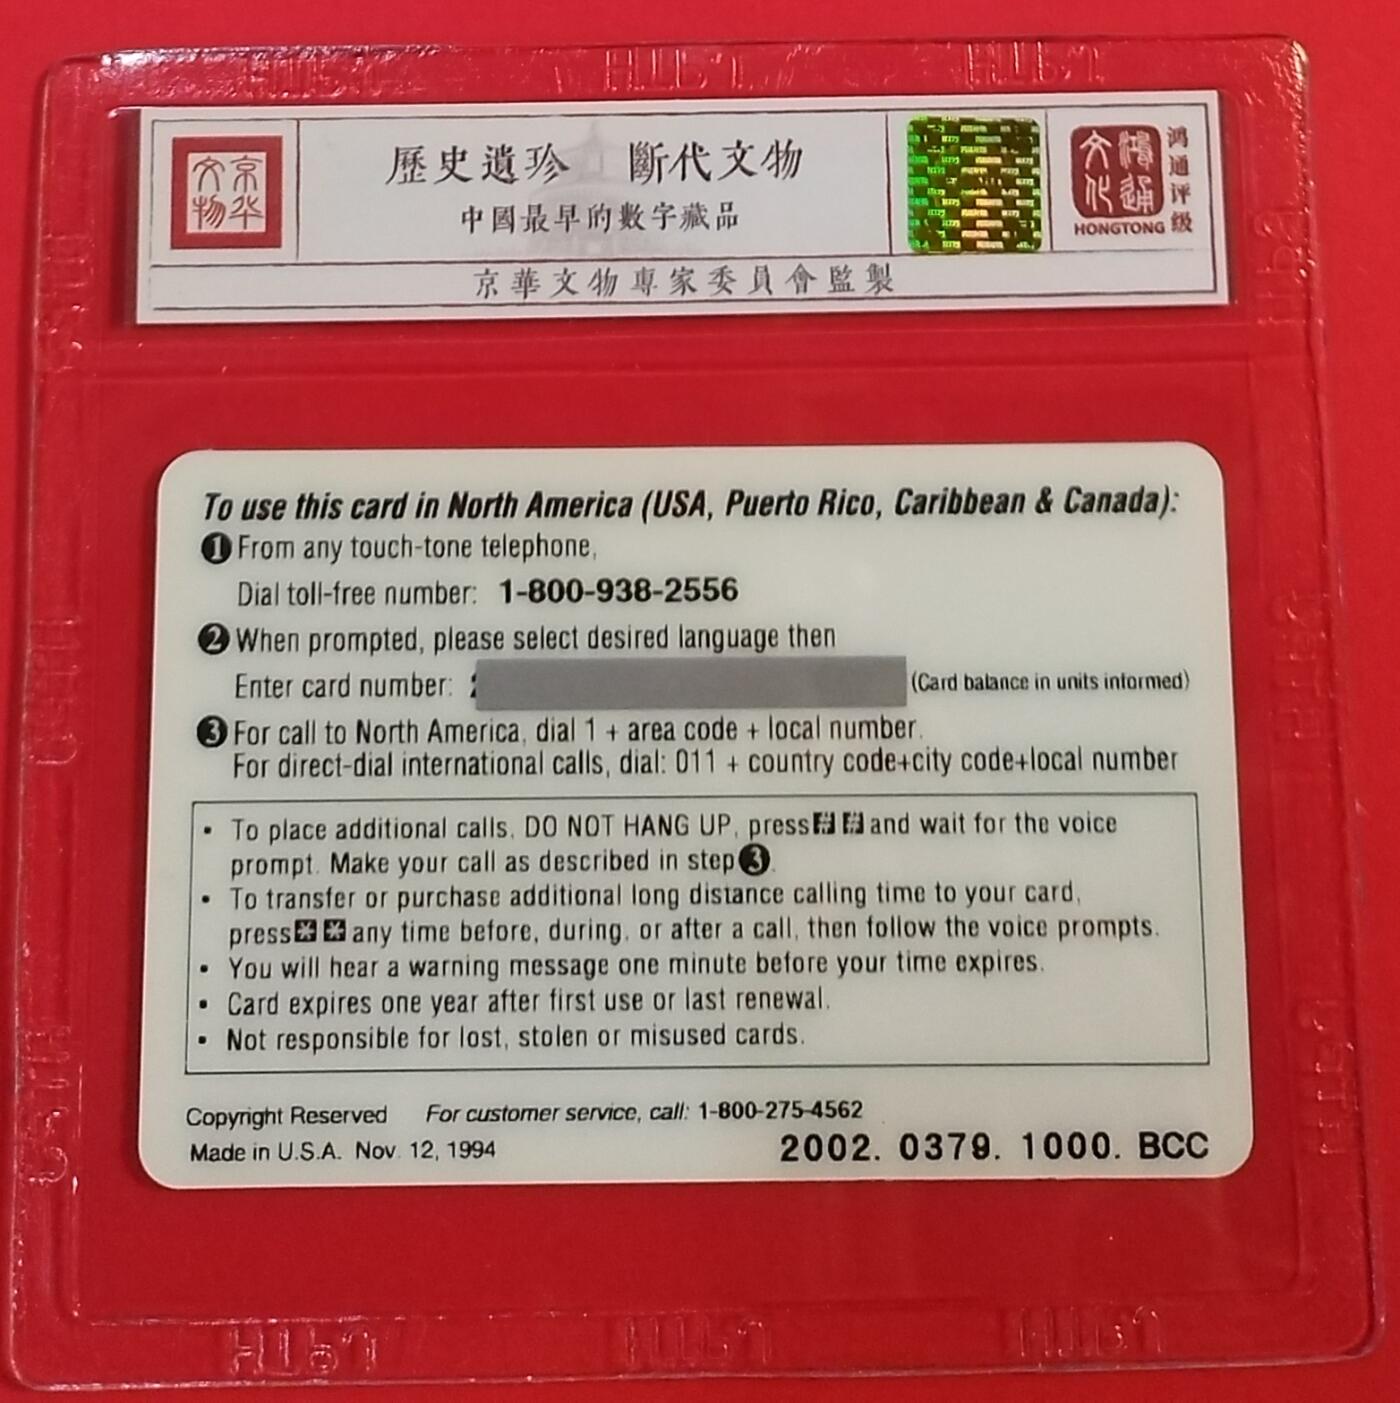 京华
文物
歷史遺珍 斷代文物
中國最早的數字藏品
京華文物專家委員會監製
鸿通
文化
HONGTONG
鸿通评级
To use this card in North America (USA, Puerto Rico, Caribbean & Canada):
1 From any touch-tone telephone,
Dial toll-free number: 1-800-938-2556
2 When prompted, please select desired language then
Enter card number: (Card balance in units informed)
3 For call to North America, dial 1 + area code + local number.
For direct-dial international calls, dial: 011 + country code+city code+local number
• To place additional calls, DO NOT HANG UP, press # # and wait for the voice
prompt. Make your call as described in step 3.
• To transfer or purchase additional long distance calling time to your card,
press * * any time before, during, or after a call, then follow the voice prompts.
• You will hear a warning message one minute before your time expires.
• Card expires one year after first use or last renewal.
• Not responsible for lost, stolen or misused cards.
Copyright Reserved For customer service, call: 1-800-275-4562
Made in U.S.A. Nov. 12, 1994 2002. 0379. 1000. BCC